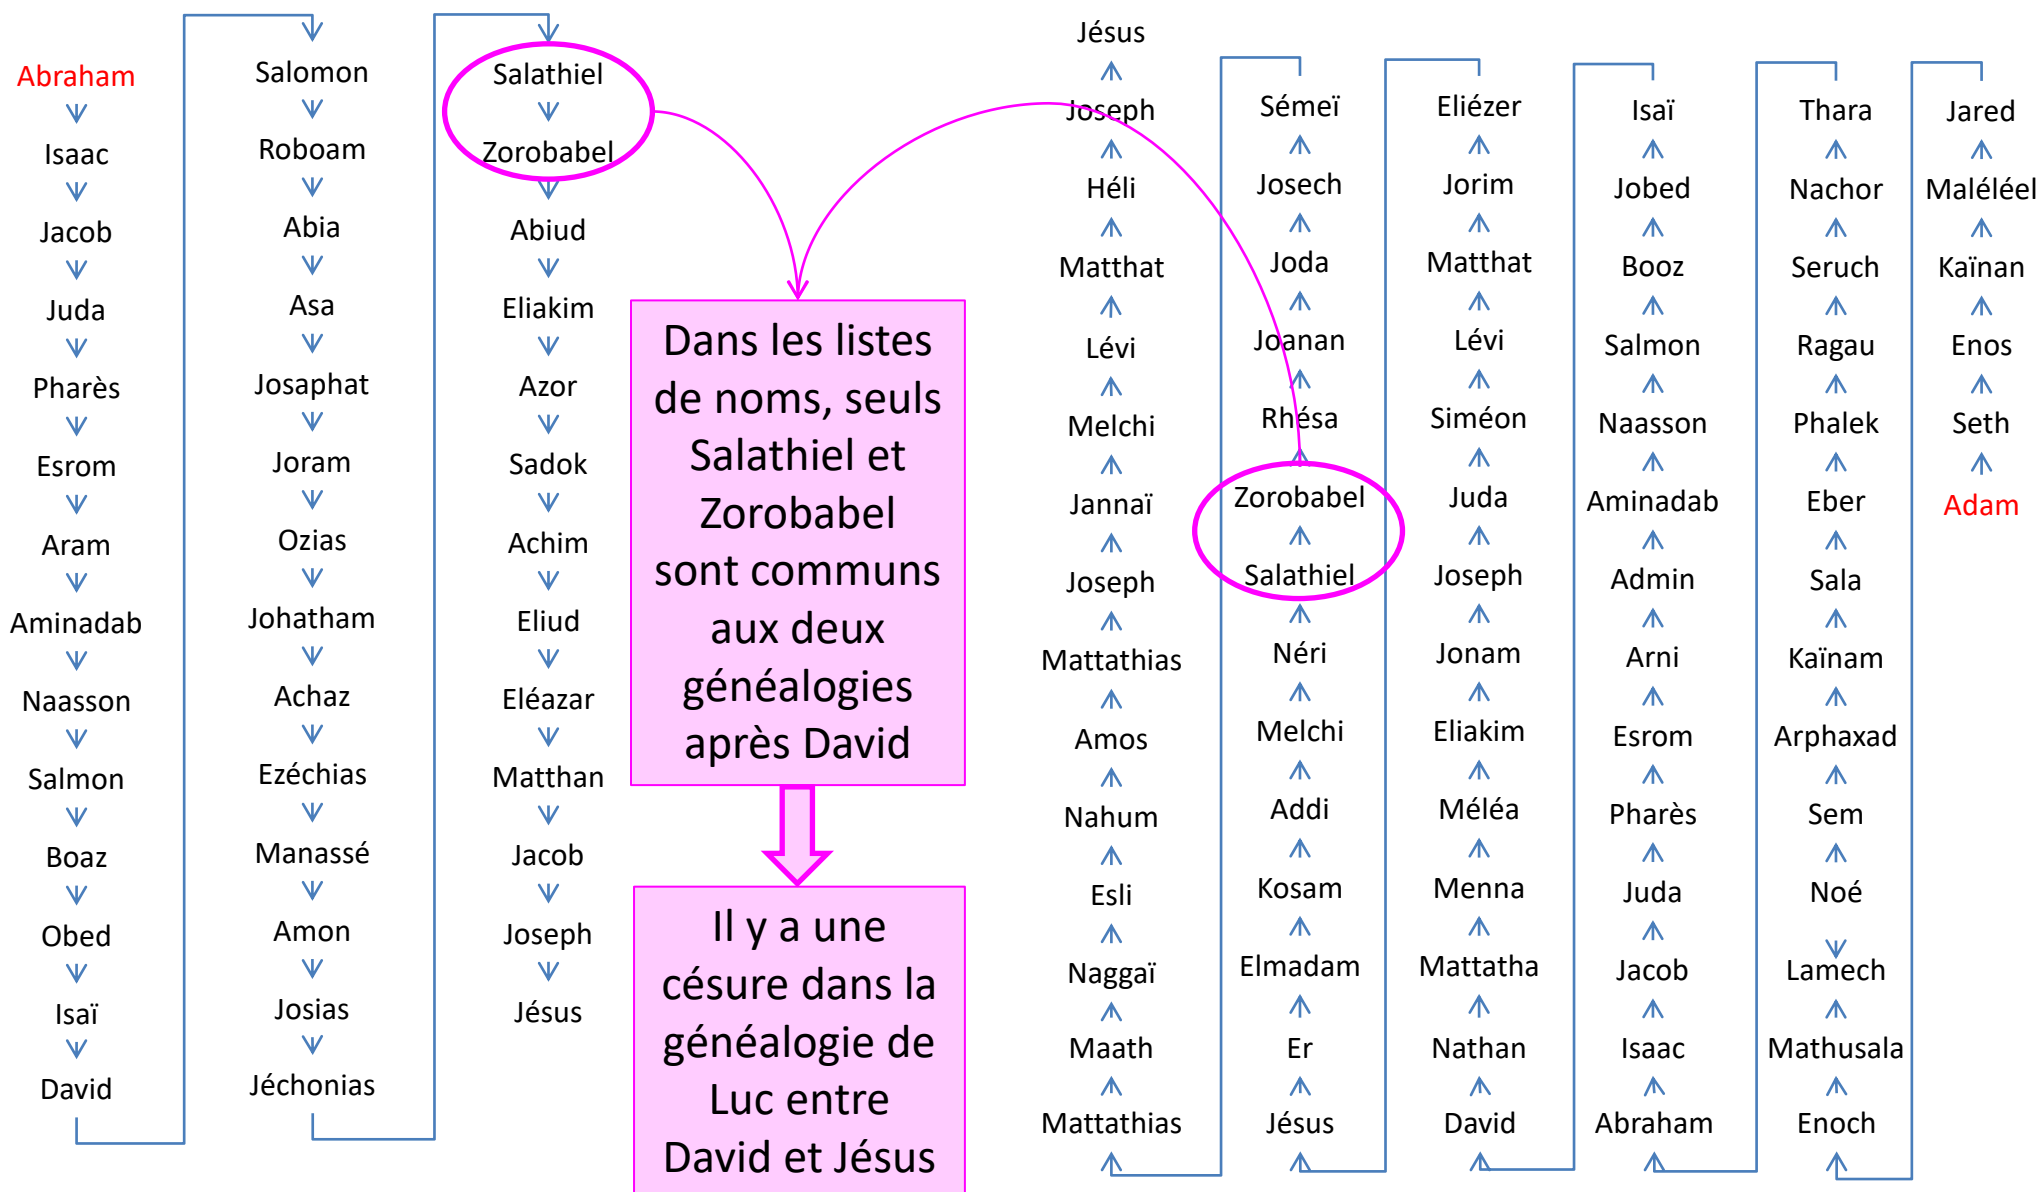 Abraham
Isaac
Jacob
Juda
Pharès
Esrom
Aram
Aminadab
Naasson
Salmon
Boaz
Obed
Isaï
David
Salomon
Roboam
Abia
Asa
Josaphat
Joram
Ozias
Johatham
Achaz
Ezéchias
Manassé
Amon
Josias
Jéchonias
Salathiel
Zorobabel
Abiud
Eliakim
Azor
Sadok
Achim
Eliud
Eléazar
Matthan
Jacob
Joseph
Jésus
Dans les listes
de noms, seuls
Salathiel et
Zorobabel
sont communs
aux deux
généalogies
après David
Il y a une
césure dans la
généalogie de
Luc entre
David et Jésus
Jésus
Joseph
Héli
Matthat
Lévi
Melchi
Jannaï
Joseph
Mattathias
Amos
Nahum
Esli
Naggaï
Maath
Mattathias
Sémeï
Josech
Joda
Joanan
Rhésa
Zorobabel
Salathiel
Néri
Melchi
Addi
Kosam
Elmadam
Er
Jésus
Eliézer
Jorim
Matthat
Lévi
Siméon
Juda
Joseph
Jonam
Eliakim
Méléa
Menna
Mattatha
Nathan
David
Isaï
Jobed
Booz
Salmon
Naasson
Aminadab
Admin
Arni
Esrom
Pharès
Juda
Jacob
Isaac
Abraham
Thara
Nachor
Seruch
Ragau
Phalek
Eber
Sala
Kaïnam
Arphaxad
Sem
Noé
Lamech
Mathusala
Enoch
Jared
Maléléel
Kaïnan
Enos
Seth
Adam